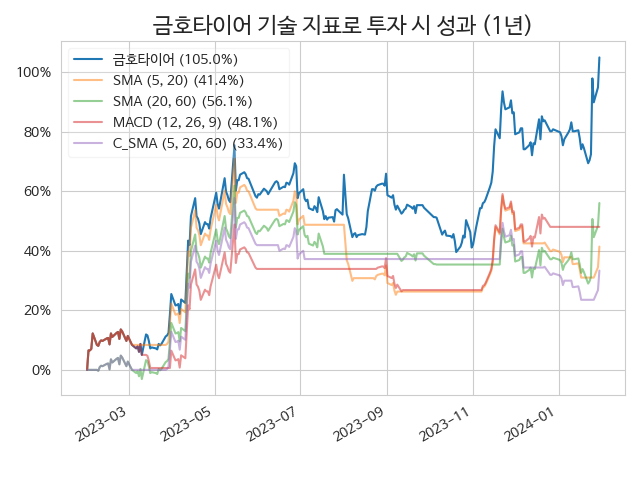 금호타이어 기술 지표로 투자 시 성과 (1년)
금호타이어 (105.0%)
SMA (5, 20) (41.4%)
SMA (20, 60) (56.1%)
MACD (12, 26, 9) (48.1%)
C_SMA (5, 20, 60) (33.4%)
100%
80%
60%
40%
20%
0%
2023-03
2023-05
2023-07
2023-09
2023-11
2024-01